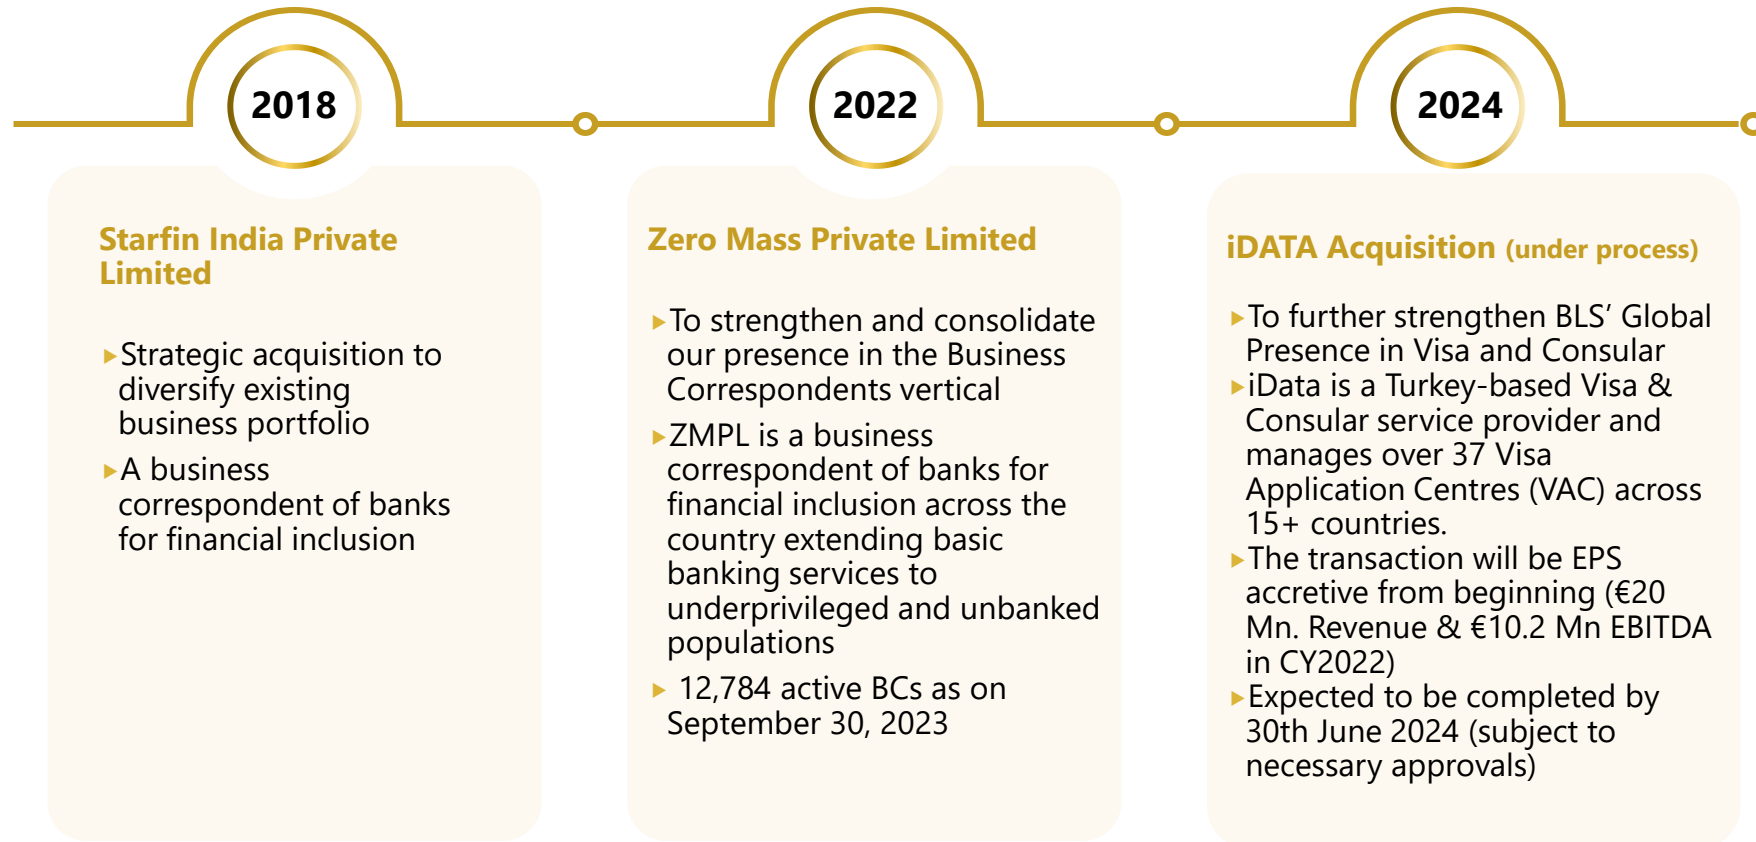 2018
Starfin India Private
Limited
▸Strategic acquisition to
diversify existing
business portfolio
▸A business
correspondent of banks
for financial inclusion
2022
Zero Mass Private Limited
▸To strengthen and consolidate
our presence in the Business
Correspondents vertical
▸ZMPL is a business
correspondent of banks for
financial inclusion across the
country extending basic
banking services to
underprivileged and unbanked
populations
▸ 12,784 active BCs as on
September 30, 2023
2024
iDATA Acquisition (under process)
▸To further strengthen BLS’ Global
Presence in Visa and Consular
▸iData is a Turkey-based Visa &
Consular service provider and
manages over 37 Visa
Application Centres (VAC) across
15+ countries.
▸The transaction will be EPS
accretive from beginning (€20
Mn. Revenue & €10.2 Mn EBITDA
in CY2022)
▸Expected to be completed by
30th June 2024 (subject to
necessary approvals)